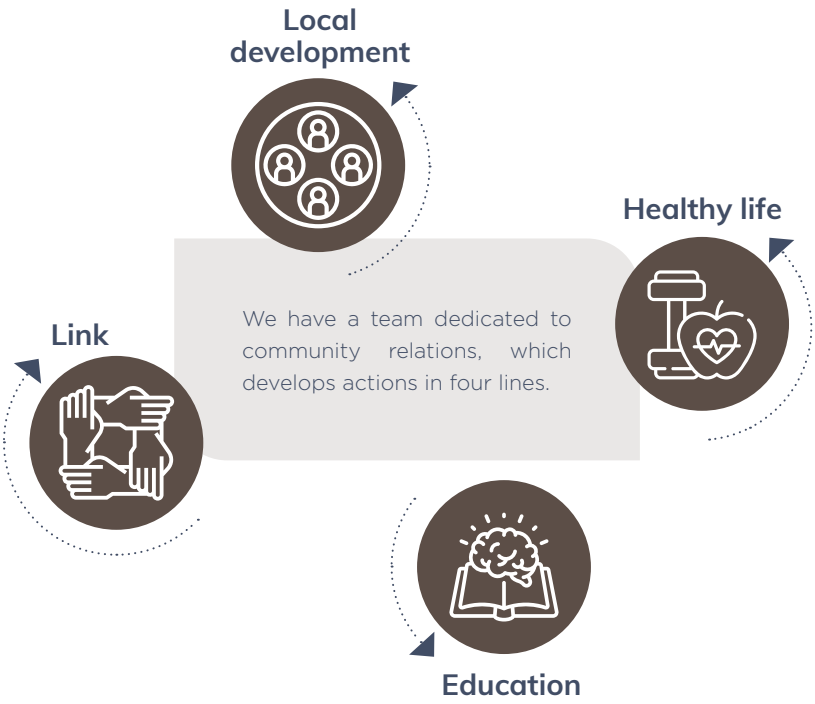 Local
development
Healthy life
We have a team dedicated to
community relations, which
develops actions in four lines.
Link
Education